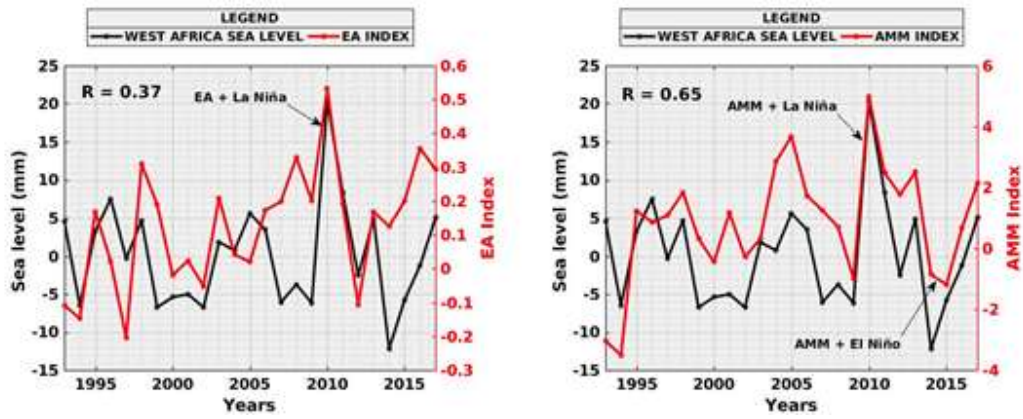 LEGEND
WEST AFRICA SEA LEVEL EA INDEX
25
20
15
10
5
0
-5
-10
-15
Sea level (mm)
R = 0.37
EA + La Niña
0.6
0.5
0.4
0.3
0.2
0.1
0
-0.1
-0.2
-0.3
EA Index
1995 2000 2005 2010 2015
Years
LEGEND
WEST AFRICA SEA LEVEL AMM INDEX
25
20
15
10
5
0
-5
-10
-15
Sea level (mm)
R = 0.65
AMM + La Niña
AMM + El Niño
6
4
2
0
-2
-4
AMM Index
1995 2000 2005 2010 2015
Years